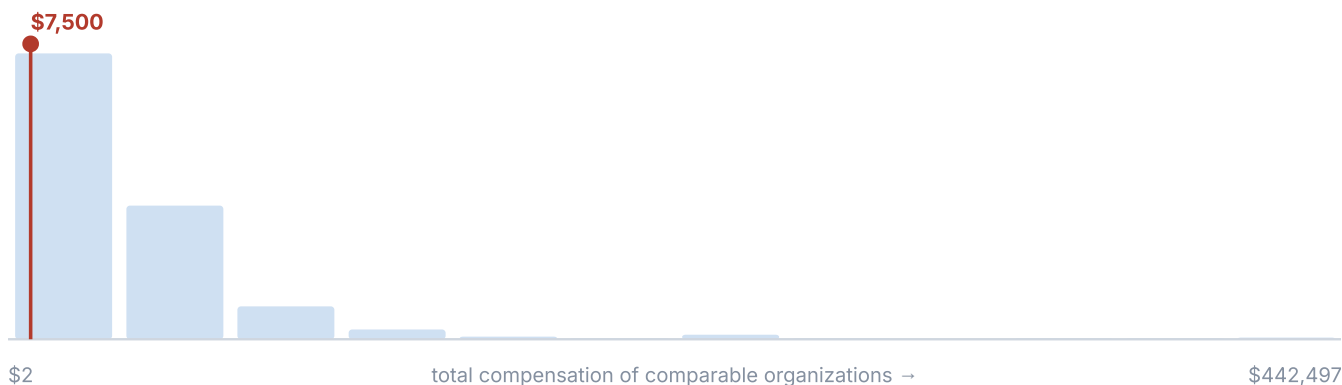 $7,500
$2 total compensation of comparable organizations → $442,497